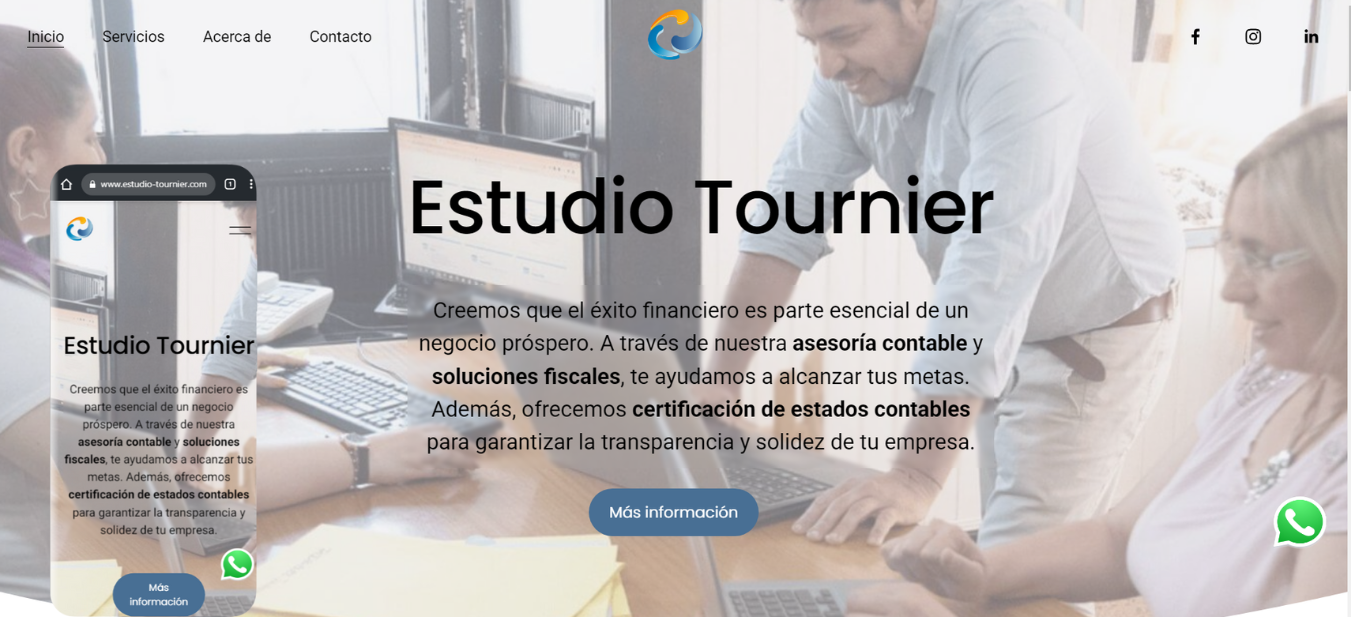 Inicio Servicios Acerca de Contacto
www.estudio-tournier.com
1
Estudio Tournier
Creemos que el éxito financiero es
parte esencial de un negocio
próspero. A través de nuestra
asesoría contable y soluciones
fiscales, te ayudamos a alcanzar tus
metas. Además, ofrecemos
certificación de estados contables
para garantizar la transparencia y
solidez de tu empresa.
Más
información
Estudio Tournier
Creemos que el éxito financiero es parte esencial de un
negocio próspero. A través de nuestra asesoría contable y
soluciones fiscales, te ayudamos a alcanzar tus metas.
Además, ofrecemos certificación de estados contables
para garantizar la transparencia y solidez de tu empresa.
Más información